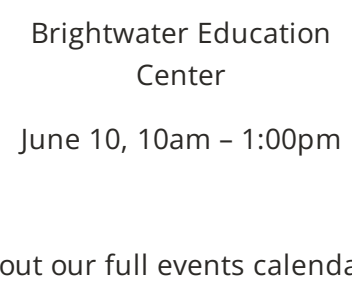 Brightwater Education
Center
June 10, 10am – 1:00pm
out our full events